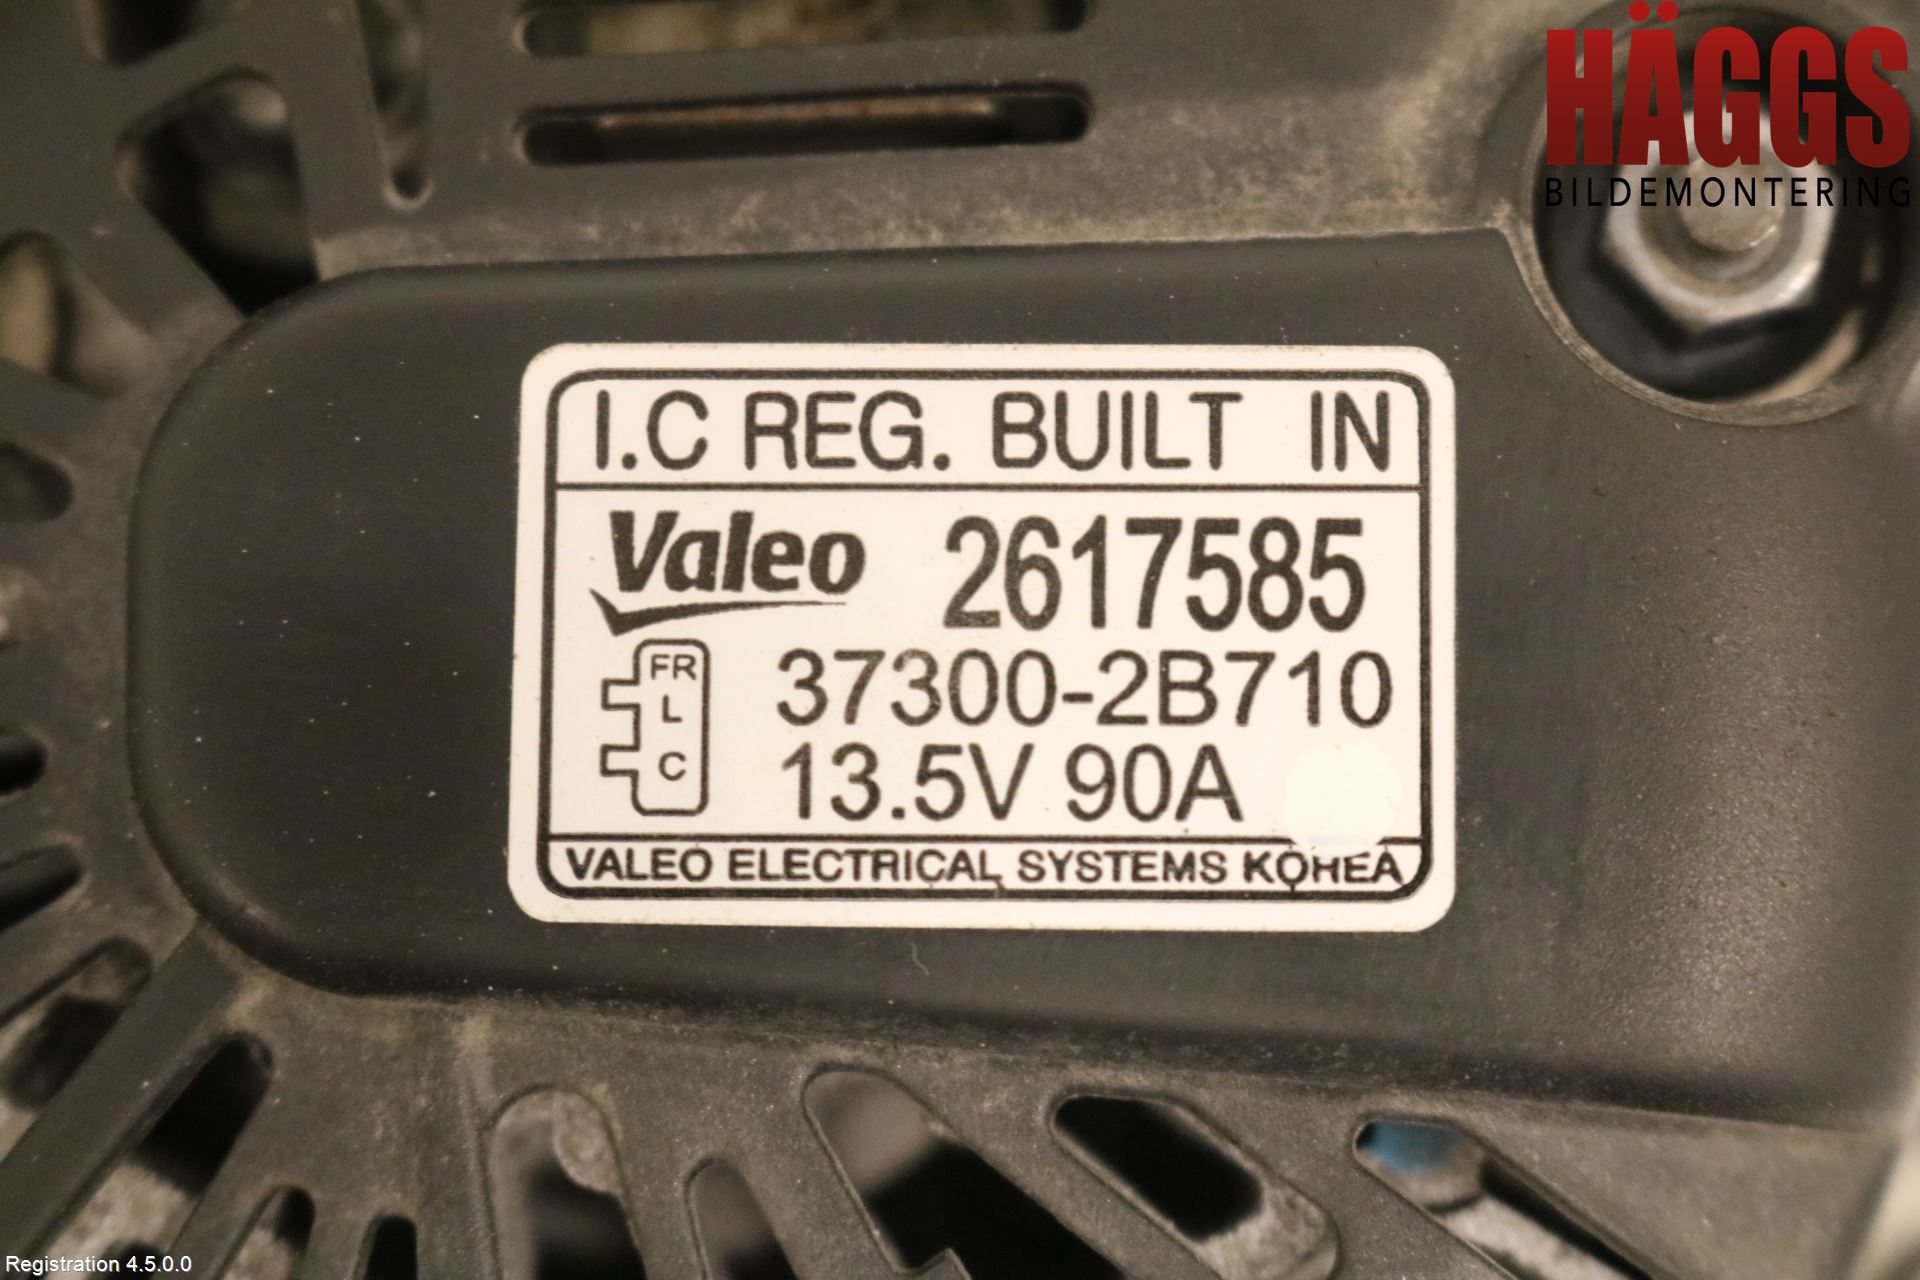 HÄGGS
BILDEMONTERING
I.C REG. BUILT IN
Valeo 2617585
FR
L
C
37300-2B710
13.5V 90A
VALEO ELECTRICAL SYSTEMS KOREA
Registration 4.5.0.0